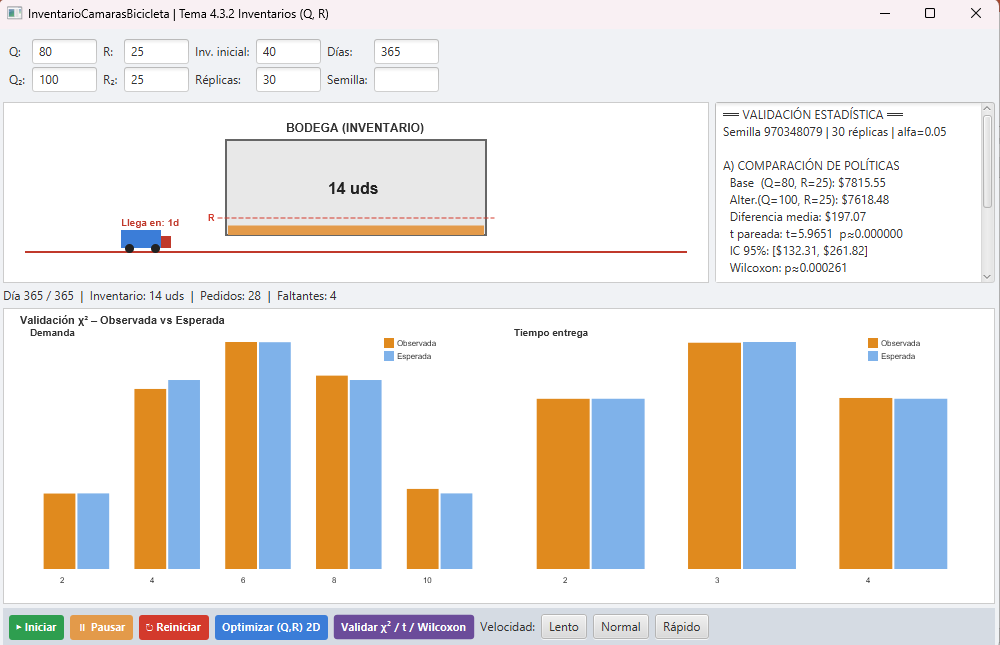 InventarioCamarasBicicleta | Tema 4.3.2 Inventarios (Q, R)
Q: 80 R: 25 Inv. inicial: 40 Días: 365
Q₂: 100 R₂: 25 Réplicas: 30 Semilla:
BODEGA (INVENTARIO)
14 uds
R
Llega en: 1d
══ VALIDACIÓN ESTADÍSTICA ══
Semilla 970348079 | 30 réplicas | alfa=0.05
A) COMPARACIÓN DE POLÍTICAS
Base (Q=80, R=25): $7815.55
Alter.(Q=100, R=25): $7618.48
Diferencia media: $197.07
t pareada: t=5.9651 p≈0.000000
IC 95%: [$132.31, $261.82]
Wilcoxon: p≈0.000261
Día 365 / 365 | Inventario: 14 uds | Pedidos: 28 | Faltantes: 4
Validación χ² – Observada vs Esperada
Demanda
Observada
Esperada
2 4 6 8 10
Tiempo entrega
Observada
Esperada
2 3 4
Iniciar Pausar Reiniciar Optimizar (Q,R) 2D Validar χ² / t / Wilcoxon Velocidad: Lento Normal Rápido